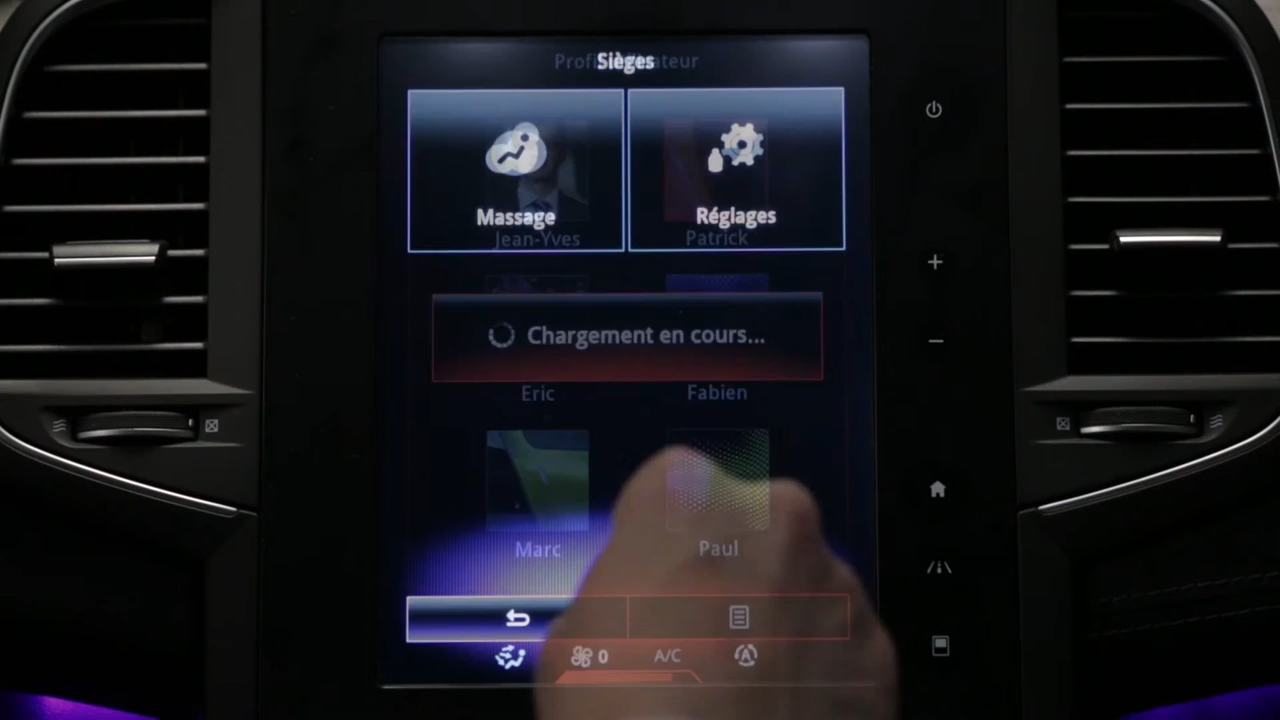 Sièges
Massage
Réglages
Jean-Yves
Patrick
Chargement en cours...
Eric
Fabien
Marc
Paul
0
A/C